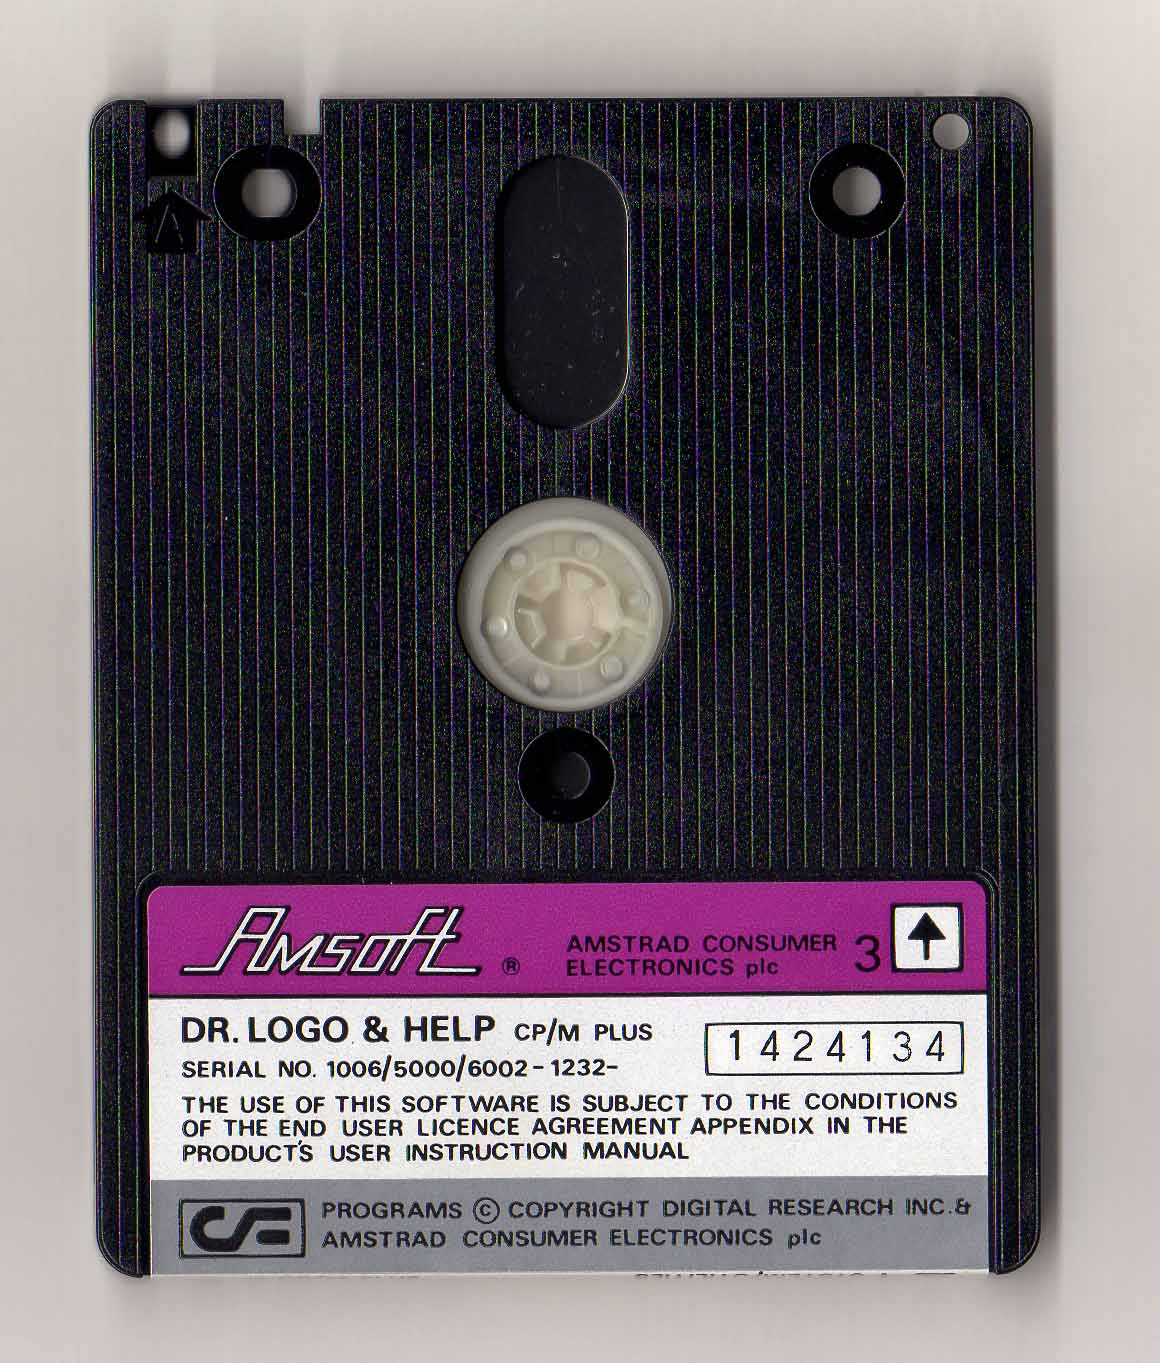 A
Amsoft ®
AMSTRAD CONSUMER
ELECTRONICS plc
3
DR. LOGO & HELP CP/M PLUS
SERIAL NO. 1006/5000/6002-1232-
1424134
THE USE OF THIS SOFTWARE IS SUBJECT TO THE CONDITIONS
OF THE END USER LICENCE AGREEMENT APPENDIX IN THE
PRODUCT'S USER INSTRUCTION MANUAL
CF
PROGRAMS © COPYRIGHT DIGITAL RESEARCH INC.&
AMSTRAD CONSUMER ELECTRONICS plc